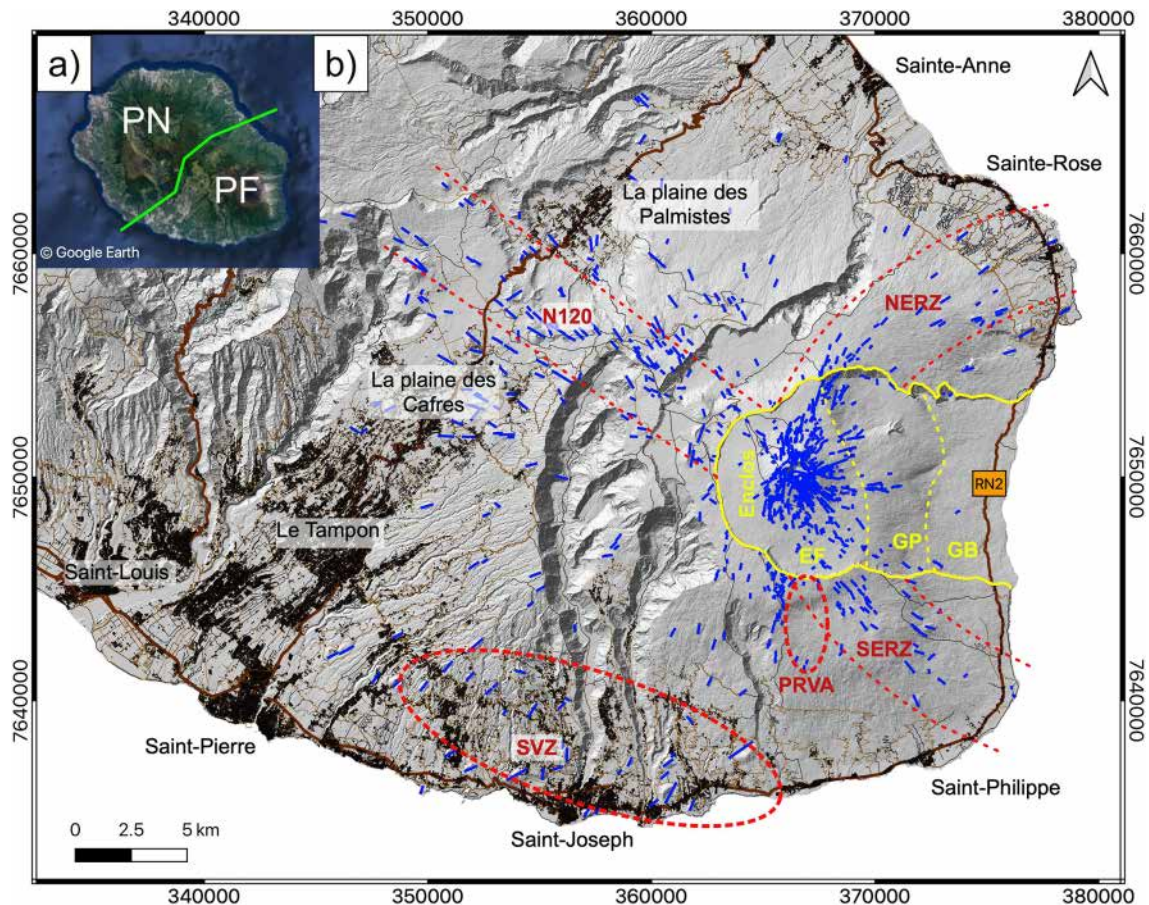 340000
350000
360000
370000
380000
a)
b)
PN
PF
© Google Earth
Sainte-Anne
Sainte-Rose
La plaine des
Palmistes
7660000
7660000
N120
NERZ
La plaine des
Cafres
Enclos
7650000
7650000
RN2
Le Tampon
EF
GP
GB
Saint-Louis
SERZ
PRVA
7640000
7640000
Saint-Pierre
SVZ
Saint-Philippe
0
2.5
5 km
Saint-Joseph
340000
350000
360000
370000
380000